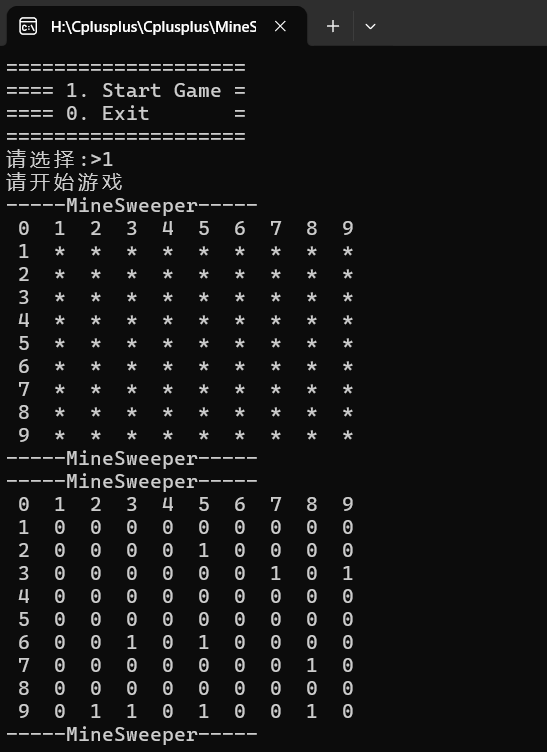 H:\Cplusplus\Cplusplus\MineS
====================
==== 1. Start Game =
==== 0. Exit       =
====================
请选择:>1
请开始游戏
-----MineSweeper-----
0 1 2 3 4 5 6 7 8 9
1 * * * * * * * * *
2 * * * * * * * * *
3 * * * * * * * * *
4 * * * * * * * * *
5 * * * * * * * * *
6 * * * * * * * * *
7 * * * * * * * * *
8 * * * * * * * * *
9 * * * * * * * * *
-----MineSweeper-----
-----MineSweeper-----
0 1 2 3 4 5 6 7 8 9
1 0 0 0 0 0 0 0 0 0
2 0 0 0 0 1 0 0 0 0
3 0 0 0 0 0 0 1 0 1
4 0 0 0 0 0 0 0 0 0
5 0 0 0 0 0 0 0 0 0
6 0 0 1 0 1 0 0 0 0
7 0 0 0 0 0 0 0 1 0
8 0 0 0 0 0 0 0 0 0
9 0 1 1 0 1 0 0 1 0
-----MineSweeper-----